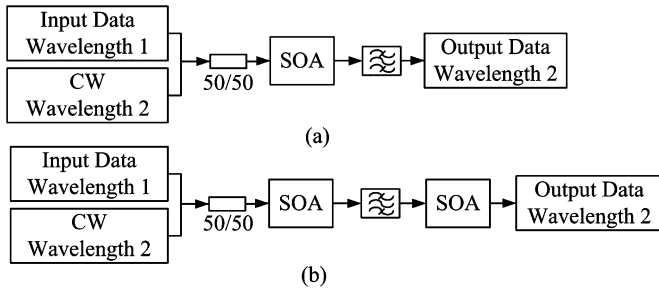 Input Data
Wavelength 1
CW
Wavelength 2
50/50
SOA
Output Data
Wavelength 2
(a)
Input Data
Wavelength 1
CW
Wavelength 2
50/50
SOA
SOA
Output Data
Wavelength 2
(b)